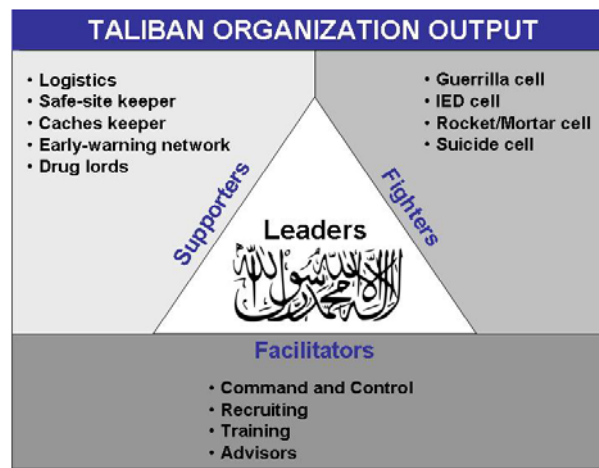 TALIBAN ORGANIZATION OUTPUT
• Logistics
• Safe-site keeper
• Caches keeper
• Early-warning network
• Drug lords
• Guerrilla cell
• IED cell
• Rocket/Mortar cell
• Suicide cell
Supporters
Fighters
Leaders
لا إله إلا الله محمد رسول الله
Facilitators
• Command and Control
• Recruiting
• Training
• Advisors